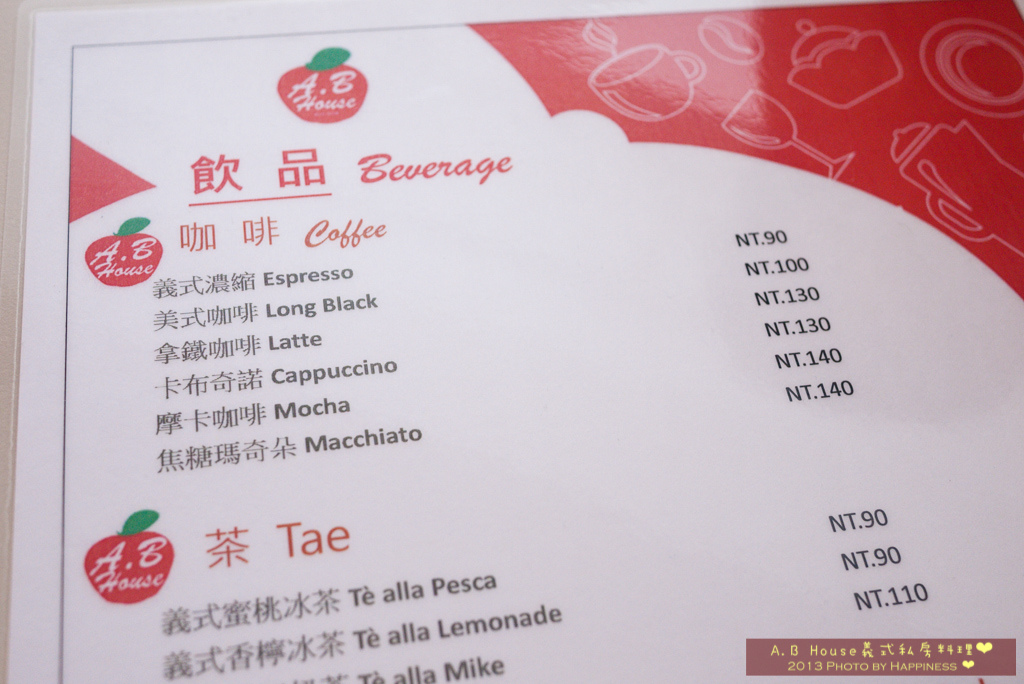 A.B
House
飲品 Beverage
A.B
House
咖啡 Coffee
義式濃縮 Espresso NT.90
美式咖啡 Long Black NT.100
拿鐵咖啡 Latte NT.130
卡布奇諾 Cappuccino NT.130
摩卡咖啡 Mocha NT.140
焦糖瑪奇朵 Macchiato NT.140
A.B
House
茶 Tae
義式蜜桃冰茶 Tè alla Pesca NT.90
義式香檸冰茶 Tè alla Lemonade NT.90
茶 Tè alla Mike NT.110
A.B House義式私房料理❤
2013 PHOTO BY HAPPINESS ❤